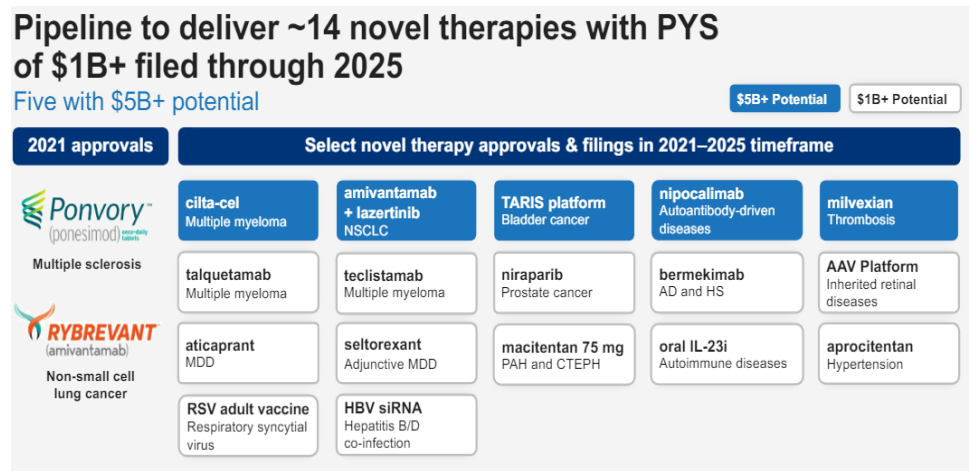 Pipeline to deliver ~14 novel therapies with PYS
of $1B+ filed through 2025
Five with $5B+ potential
$5B+ Potential
$1B+ Potential
2021 approvals
Select novel therapy approvals & filings in 2021–2025 timeframe
Ponvory™
(ponesimod) once-daily tablets
Multiple sclerosis
RYBREVANT
(amivantamab)
Non-small cell
lung cancer
cilta-cel
Multiple myeloma
amivantamab
+ lazertinib
NSCLC
TARIS platform
Bladder cancer
nipocalimab
Autoantibody-driven
diseases
milvexian
Thrombosis
talquetamab
Multiple myeloma
teclistamab
Multiple myeloma
niraparib
Prostate cancer
bermekimab
AD and HS
AAV Platform
Inherited retinal
diseases
aticaprant
MDD
seltorexant
Adjunctive MDD
macitentan 75 mg
PAH and CTEPH
oral IL-23i
Autoimmune diseases
aprocitentan
Hypertension
RSV adult vaccine
Respiratory syncytial
virus
HBV siRNA
Hepatitis B/D
co-infection